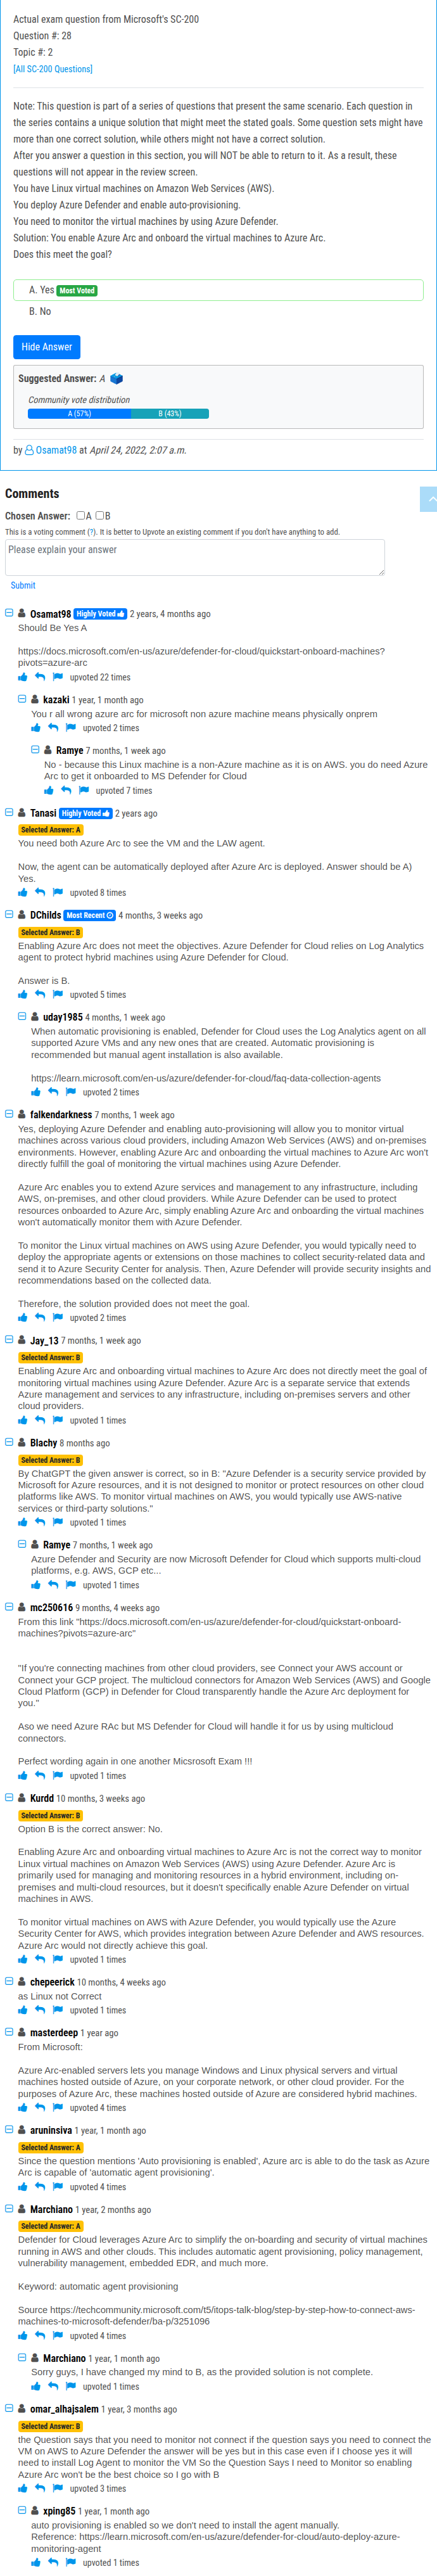 Actual exam question from Microsoft's SC-200
Question #: 28
Topic #: 2
[All SC-200 Questions]
Note: This question is part of a series of questions that present the same scenario. Each question in
the series contains a unique solution that might meet the stated goals. Some question sets might have
more than one correct solution, while others might not have a correct solution.
After you answer a question in this section, you will NOT be able to return to it. As a result, these
questions will not appear in the review screen.
You have Linux virtual machines on Amazon Web Services (AWS).
You deploy Azure Defender and enable auto-provisioning.
You need to monitor the virtual machines by using Azure Defender.
Solution: You enable Azure Arc and onboard the virtual machines to Azure Arc.
Does this meet the goal?
A. Yes Most Voted
B. No
Hide Answer
Suggested Answer: A
Community vote distribution
A (57%) B (43%)
by Osamat98 at April 24, 2022, 2:07 a.m.
Comments
Chosen Answer: A B
This is a voting comment (?). It is better to Upvote an existing comment if you don't have anything to add.
Please explain your answer
Submit
Osamat98 Highly Voted 2 years, 4 months ago
Should Be Yes A
https://docs.microsoft.com/en-us/azure/defender-for-cloud/quickstart-onboard-machines?
pivots=azure-arc
upvoted 22 times
kazaki 1 year, 1 month ago
You r all wrong azure arc for microsoft non azure machine means physically onprem
upvoted 2 times
Ramye 7 months, 1 week ago
No - because this Linux machine is a non-Azure machine as it is on AWS. you do need Azure
Arc to get it onboarded to MS Defender for Cloud
upvoted 7 times
Tanasi Highly Voted 2 years ago
Selected Answer: A
You need both Azure Arc to see the VM and the LAW agent.
Now, the agent can be automatically deployed after Azure Arc is deployed. Answer should be A)
Yes.
upvoted 8 times
DChilds Most Recent 4 months, 3 weeks ago
Selected Answer: B
Enabling Azure Arc does not meet the objectives. Azure Defender for Cloud relies on Log Analytics
agent to protect hybrid machines using Azure Defender for Cloud.
Answer is B.
upvoted 5 times
uday1985 4 months, 1 week ago
When automatic provisioning is enabled, Defender for Cloud uses the Log Analytics agent on all
supported Azure VMs and any new ones that are created. Automatic provisioning is
recommended but manual agent installation is also available.
https://learn.microsoft.com/en-us/azure/defender-for-cloud/faq-data-collection-agents
upvoted 2 times
falkendarkness 7 months, 1 week ago
Yes, deploying Azure Defender and enabling auto-provisioning will allow you to monitor virtual
machines across various cloud providers, including Amazon Web Services (AWS) and on-premises
environments. However, enabling Azure Arc and onboarding the virtual machines to Azure Arc won't
directly fulfill the goal of monitoring the virtual machines using Azure Defender.
Azure Arc enables you to extend Azure services and management to any infrastructure, including
AWS, on-premises, and other cloud providers. While Azure Defender can be used to protect
resources onboarded to Azure Arc, simply enabling Azure Arc and onboarding the virtual machines
won't automatically monitor them with Azure Defender.
To monitor the Linux virtual machines on AWS using Azure Defender, you would typically need to
deploy the appropriate agents or extensions on those machines to collect security-related data and
send it to Azure Security Center for analysis. Then, Azure Defender will provide security insights and
recommendations based on the collected data.
Therefore, the solution provided does not meet the goal.
upvoted 2 times
Jay_13 7 months, 1 week ago
Selected Answer: B
Enabling Azure Arc and onboarding virtual machines to Azure Arc does not directly meet the goal of
monitoring virtual machines using Azure Defender. Azure Arc is a separate service that extends
Azure management and services to any infrastructure, including on-premises servers and other
cloud providers.
upvoted 1 times
Blachy 8 months ago
Selected Answer: B
By ChatGPT the given answer is correct, so in B: "Azure Defender is a security service provided by
Microsoft for Azure resources, and it is not designed to monitor or protect resources on other cloud
platforms like AWS. To monitor virtual machines on AWS, you would typically use AWS-native
services or third-party solutions."
upvoted 1 times
Ramye 7 months, 1 week ago
Azure Defender and Security are now Microsoft Defender for Cloud which supports multi-cloud
platforms, e.g. AWS, GCP etc...
upvoted 1 times
mc250616 9 months, 4 weeks ago
From this link "https://docs.microsoft.com/en-us/azure/defender-for-cloud/quickstart-onboard-
machines?pivots=azure-arc"
"If you're connecting machines from other cloud providers, see Connect your AWS account or
Connect your GCP project. The multicloud connectors for Amazon Web Services (AWS) and Google
Cloud Platform (GCP) in Defender for Cloud transparently handle the Azure Arc deployment for
you."
Aso we need Azure RAc but MS Defender for Cloud will handle it for us by using multicloud
connectors.
Perfect wording again in one another Micsrosoft Exam !!!
upvoted 1 times
Kurdd 10 months, 3 weeks ago
Selected Answer: B
Option B is the correct answer: No.
Enabling Azure Arc and onboarding virtual machines to Azure Arc is not the correct way to monitor
Linux virtual machines on Amazon Web Services (AWS) using Azure Defender. Azure Arc is
primarily used for managing and monitoring resources in a hybrid environment, including on-
premises and multi-cloud resources, but it doesn't specifically enable Azure Defender on virtual
machines in AWS.
To monitor virtual machines on AWS with Azure Defender, you would typically use the Azure
Security Center for AWS, which provides integration between Azure Defender and AWS resources.
Azure Arc would not directly achieve this goal.
upvoted 1 times
chepeerick 10 months, 4 weeks ago
as Linux not Correct
upvoted 1 times
masterdeep 1 year ago
From Microsoft:
Azure Arc-enabled servers lets you manage Windows and Linux physical servers and virtual
machines hosted outside of Azure, on your corporate network, or other cloud provider. For the
purposes of Azure Arc, these machines hosted outside of Azure are considered hybrid machines.
upvoted 4 times
aruninsiva 1 year, 1 month ago
Selected Answer: A
Since the question mentions 'Auto provisioning is enabled', Azure arc is able to do the task as Azure
Arc is capable of 'automatic agent provisioning'.
upvoted 4 times
Marchiano 1 year, 2 months ago
Selected Answer: A
Defender for Cloud leverages Azure Arc to simplify the on-boarding and security of virtual machines
running in AWS and other clouds. This includes automatic agent provisioning, policy management,
vulnerability management, embedded EDR, and much more.
Keyword: automatic agent provisioning
Source https://techcommunity.microsoft.com/t5/itops-talk-blog/step-by-step-how-to-connect-aws-
machines-to-microsoft-defender/ba-p/3251096
upvoted 4 times
Marchiano 1 year, 1 month ago
Sorry guys, I have changed my mind to B, as the provided solution is not complete.
upvoted 1 times
omar_alhajsalem 1 year, 3 months ago
Selected Answer: B
the Question says that you need to monitor not connect if the question says you need to connect the
VM on AWS to Azure Defender the answer will be yes but in this case even if I choose yes it will
need to install Log Agent to monitor the VM So the Question Says I need to Monitor so enabling
Azure Arc won't be the best choice so I go with B
upvoted 3 times
xping85 1 year, 1 month ago
auto provisioning is enabled so we don't need to install the agent manually.
Reference: https://learn.microsoft.com/en-us/azure/defender-for-cloud/auto-deploy-azure-
monitoring-agent
upvoted 1 times